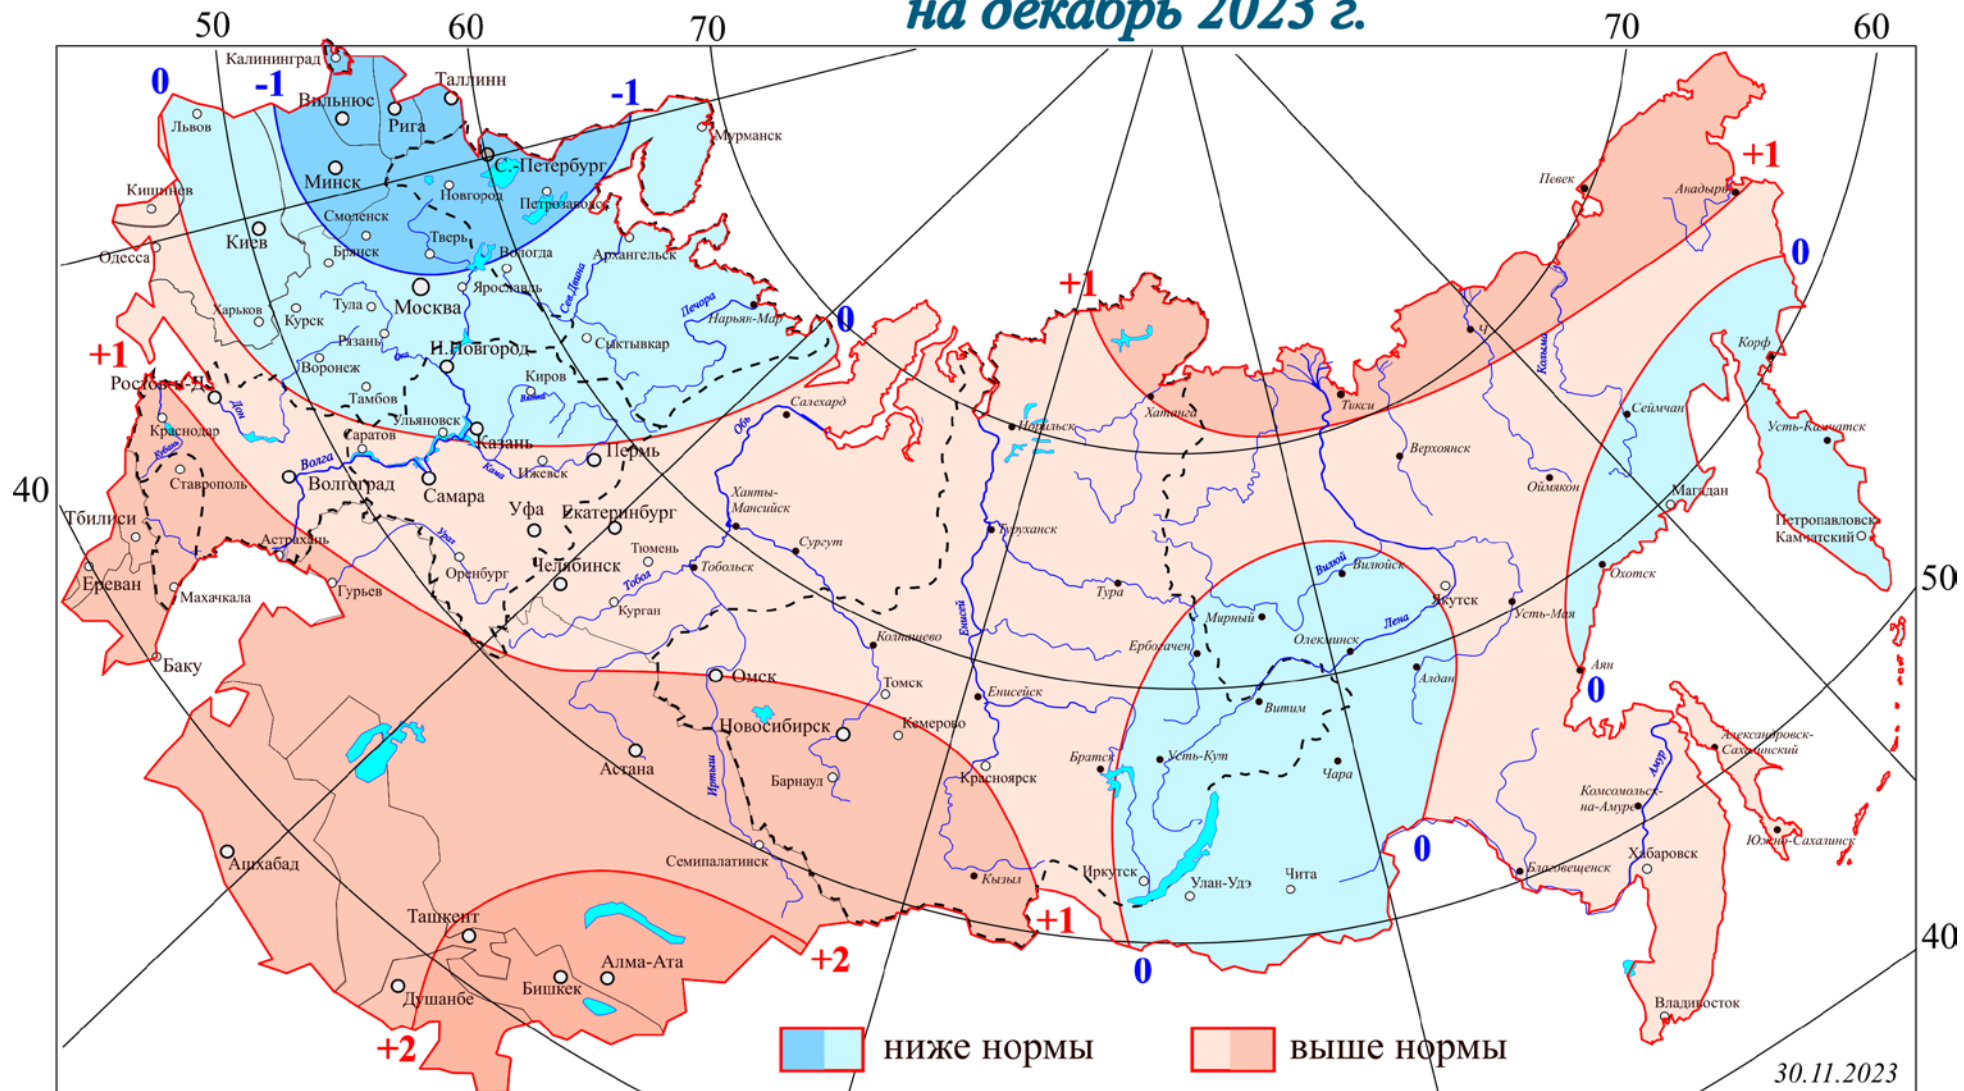 на декабрь 2023 г.
50
60
70
70
60
Калининград
0
-1
Таллинн
-1
Вильнюс
Львов
Рига
Мурманск
+1
С.-Петербург
Минск
Новгород
Певек
Анадырь
Кишинев
Петрозаводск
Смоленск
Киев
Тверь
Брянск
Вологда
Архангельск
0
Одесса
Москва
Ярославль
Сев.Двина
Печора
Нарьян-Мар
+1
Тула
Харьков
Курск
0
Рязань
Ока
Н.Новгород
Сыктывкар
Ч
Колыма
Корф
+1
Воронеж
Киров
Вятка
Ростов-н-Д
Тамбов
Дон
Салехард
Хатанга
Тикси
Сеймчан
Краснодар
Ульяновск
Обь
Норильск
Усть-Камчатск
Саратов
Казань
Кубань
Волга
Кама
Ижевск
Пермь
Верхоянск
Ставрополь
Волгоград
Самара
Оймякон
Магадан
40
Ханты-
Мансийск
Уфа
Екатеринбург
Тбилиси
Туруханск
Петропавловск-
Камчатский
Астрахань
Урал
Тюмень
Сургут
Ереван
Махачкала
Гурьев
Оренбург
Челябинск
Тобол
Тобольск
Вилюй
Вилюйск
Охотск
50
Курган
Тура
Якутск
Усть-Мая
Енисей
Мирный
Лена
Колпашево
Ербогачен
Олекминск
Баку
Омск
Томск
Енисейск
Алдан
Аян
0
Витим
Новосибирск
Кемерово
Александровск-
Сахалинский
Астана
Иртыш
Барнаул
Красноярск
Братск
Усть-Кут
Чара
Амур
Комсомольск-
на-Амуре
Ашхабад
Семипалатинск
Кызыл
Иркутск
Улан-Удэ
Чита
0
Благовещенск
Хабаровск
Южно-Сахалинск
Ташкент
+1
40
+2
0
Алма-Ата
Бишкек
Душанбе
Владивосток
+2
ниже нормы
выше нормы
30.11.2023